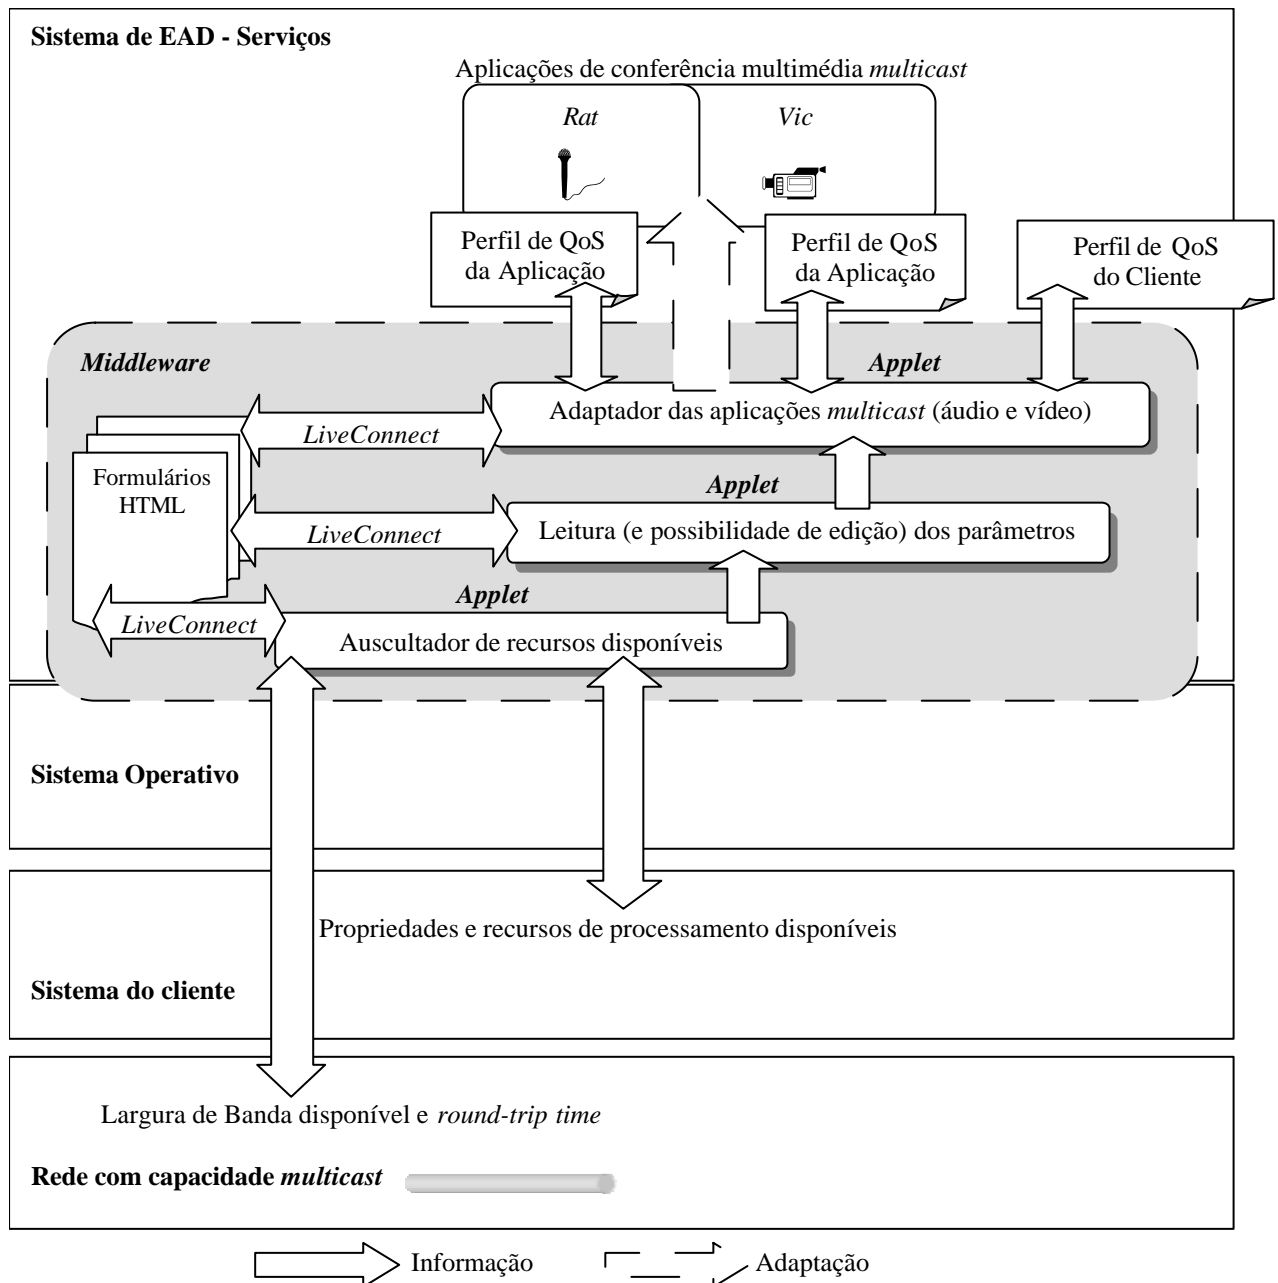 Sistema de EAD - Serviços
Aplicações de conferência multimédia multicast
Rat
Vic
Perfil de QoS
da Aplicação
Perfil de QoS
da Aplicação
Perfil de QoS
do Cliente
Middleware
Applet
Adaptador das aplicações multicast (áudio e vídeo)
LiveConnect
Formulários
HTML
Applet
LiveConnect
Leitura (e possibilidade de edição) dos parâmetros
Applet
LiveConnect
Auscultador de recursos disponíveis
Sistema Operativo
Propriedades e recursos de processamento disponíveis
Sistema do cliente
Largura de Banda disponível e round-trip time
Rede com capacidade multicast
Informação
Adaptação